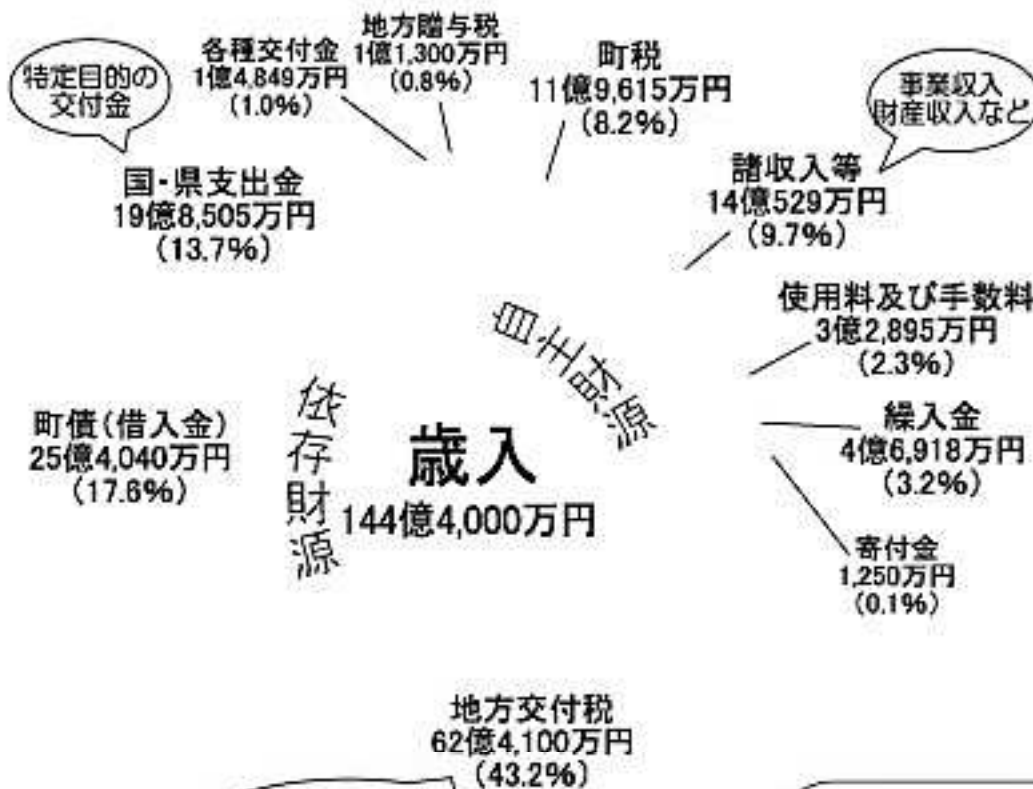 特定目的の
交付金
各種交付金
1億4,849万円
(1.0%)
地方贈与税
1億1,300万円
(0.8%)
町税
11億9,615万円
(8.2%)
事業収入
財産収入など
国・県支出金
19億8,505万円
(13.7%)
諸収入等
14億529万円
(9.7%)
使用料及び手数料
3億2,895万円
(2.3%)
自主財源
依存財源
歳入
144億4,000万円
町債(借入金)
25億4,040万円
(17.6%)
繰入金
4億6,918万円
(3.2%)
寄付金
1,250万円
(0.1%)
地方交付税
62億4,100万円
(43.2%)